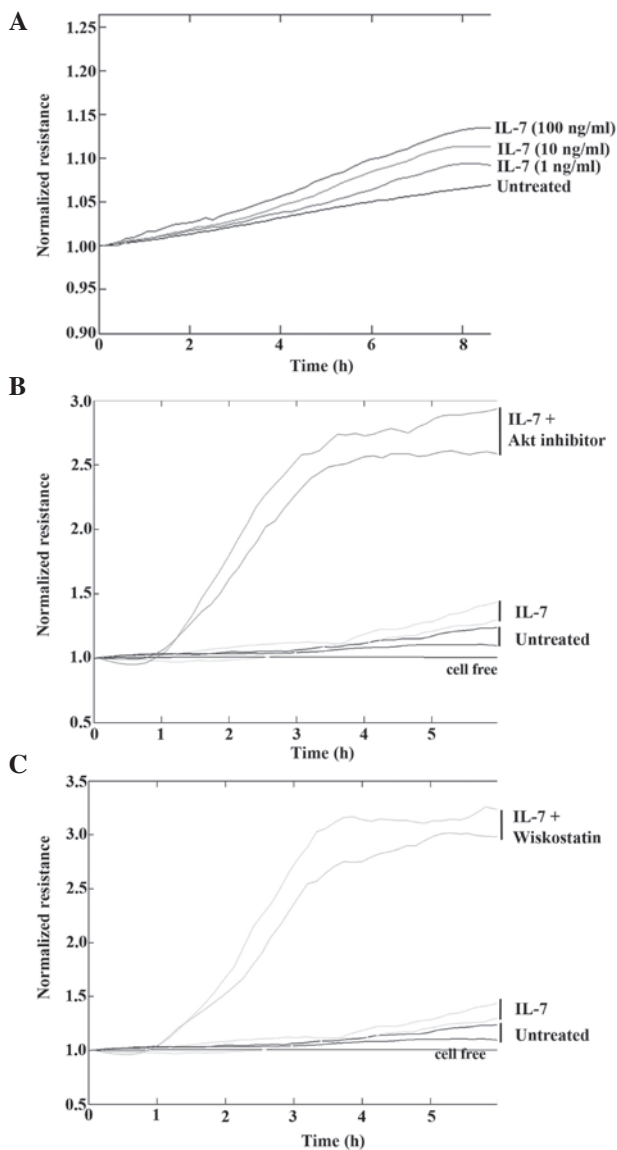 A
Normalized resistance
1.25
1.20
1.15
1.10
1.05
1.00
0.95
0.90
IL-7 (100 ng/ml)
IL-7 (10 ng/ml)
IL-7 (1 ng/ml)
Untreated
0 2 4 6 8
Time (h)
B
Normalized resistance
3.0
2.5
2.0
1.5
1.0
0.5
IL-7 +
Akt inhibitor
IL-7
Untreated
cell free
0 1 2 3 4 5
Time (h)
C
Normalized resistance
3.5
3.0
2.5
2.0
1.5
1.0
0.5
IL-7 +
Wiskostatin
IL-7
Untreated
cell free
0 1 2 3 4 5
Time (h)